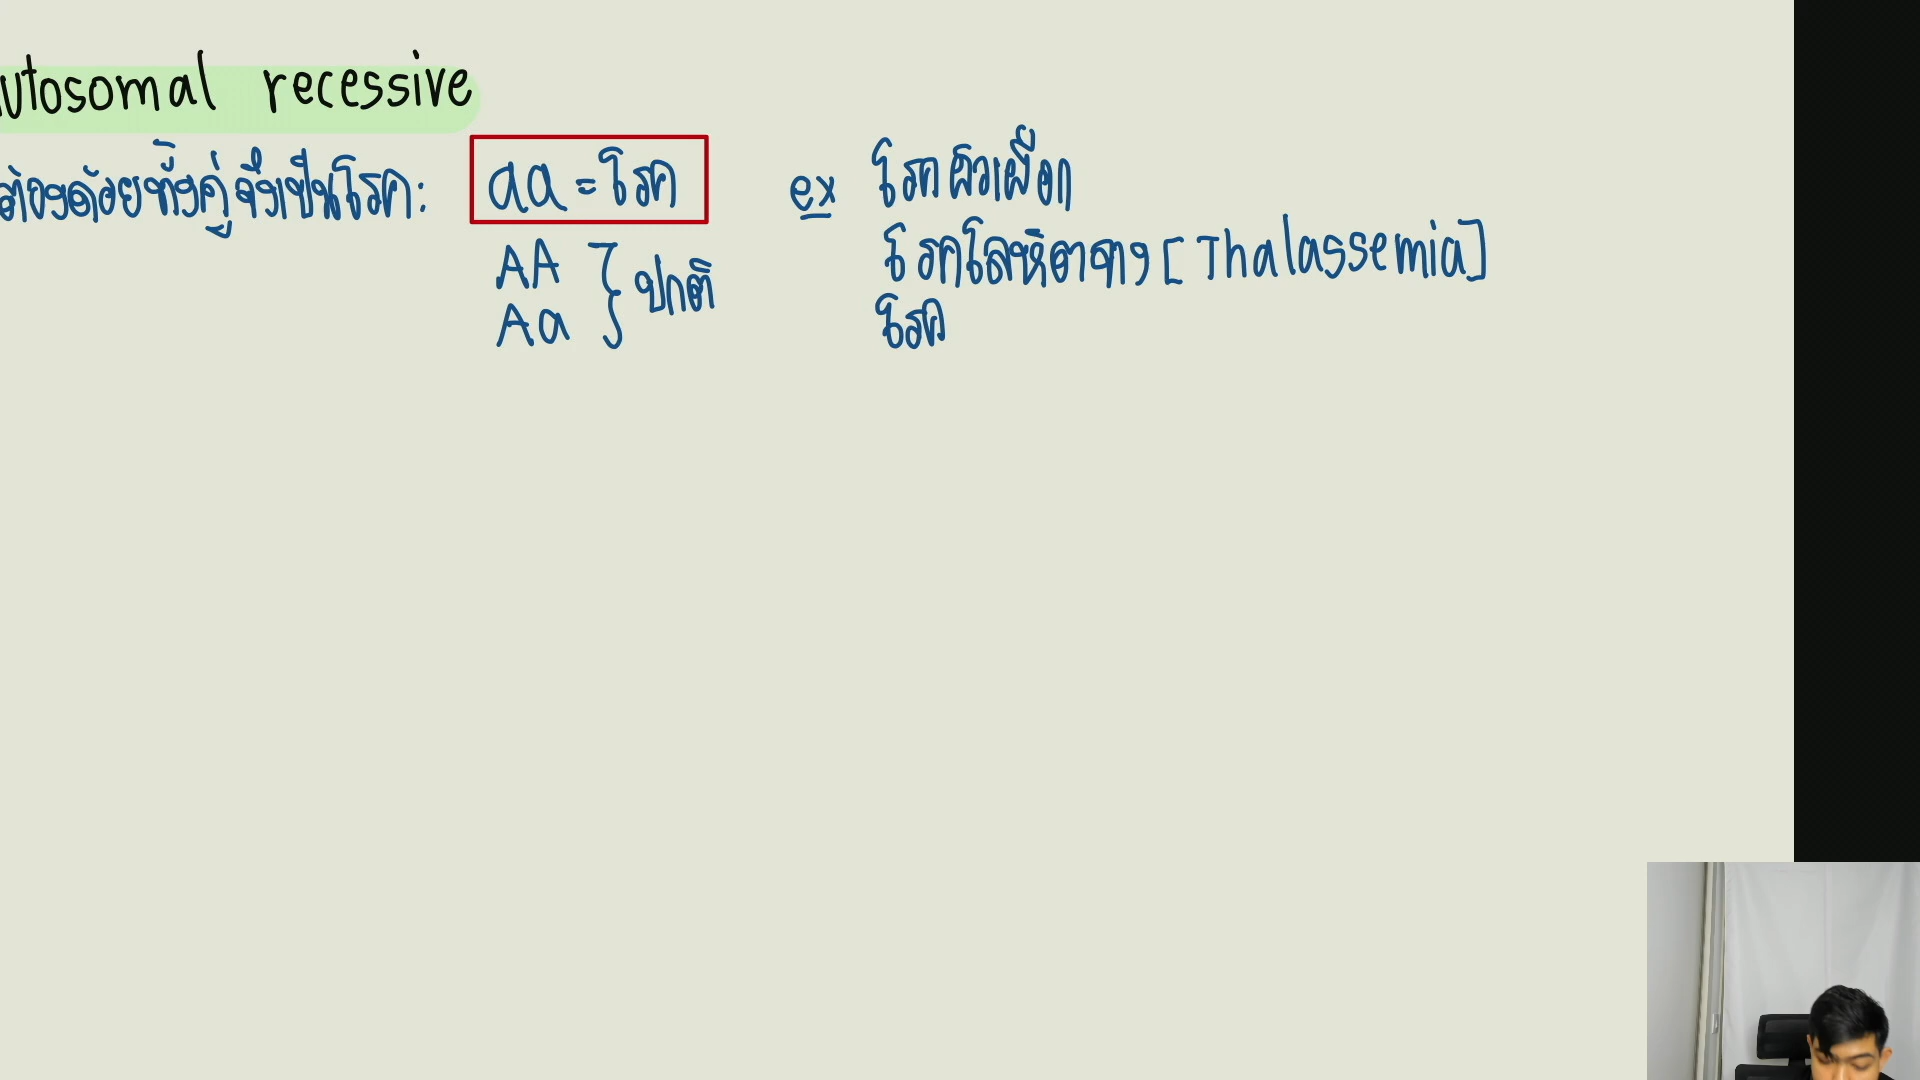 utosomal recessive
ต้องด้อยทั้งคู่จึงเป็นโรค: aa = โรค
AA
Aa } ปกติ
ex โรคผิวเผือก
โรคโลหิตจาง [Thalassemia]
โรค